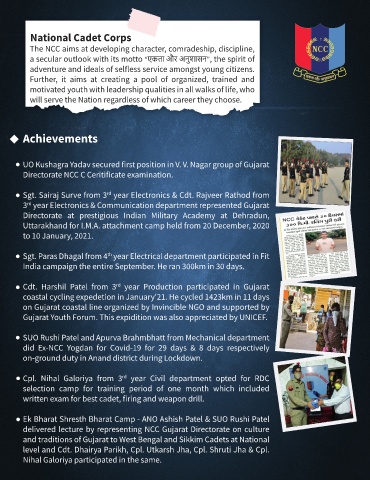 National Cadet Corps
NCC
The NCC aims at developing character, comradeship, discipline,
a secular outlook with its motto "एकता और अनुशासन", the spirit of
adventure and ideals of selfless service amongst young citizens.
Further, it aims at creating a pool of organized, trained and
motivated youth with leadership qualities in all walks of life, who
will serve the Nation regardless of which career they choose.
Achievements
UO Kushagra Yadav secured first position in V. V. Nagar group of Gujarat
Directorate NCC C Ceritificate examination.
Sgt. Sairaj Surve from 3rd year Electronics & Cdt. Rajveer Rathod from
3rd year Electronics & Communication department represented Gujarat
Directorate at prestigious Indian Military Academy at Dehradun,
Uttarakhand for I.M.A. attachment camp held from 20 December, 2020
to 10 January, 2021.
Sgt. Paras Dhagal from 4th year Electrical department participated in Fit
India campaign the entire September. He ran 300km in 30 days.
Cdt. Harshil Patel from 3rd year Production participated in Gujarat
coastal cycling expedetion in January'21. He cycled 1423km in 11 days
on Gujarat coastal line organized by Invincible NGO and supported by
Gujarat Youth Forum. This expidition was also appreciated by UNICEF.
SUO Rushi Patel and Apurva Brahmbhatt from Mechanical department
did Ex-NCC Yogdan for Covid-19 for 29 days & 8 days respectively
on-ground duty in Anand district during Lockdown.
Cpl. Nihal Galoriya from 3rd year Civil department opted for RDC
selection camp for training period of one month which included
written exam for best cadet, firing and weapon drill.
Ek Bharat Shresth Bharat Camp - ANO Ashish Patel & SUO Rushi Patel
delivered lecture by representing NCC Gujarat Directorate on culture
and traditions of Gujarat to West Bengal and Sikkim Cadets at National
level and Cdt. Dhairya Parikh, Cpl. Utkarsh Jha, Cpl. Shruti Jha & Cpl.
Nihal Galoriya participated in the same.